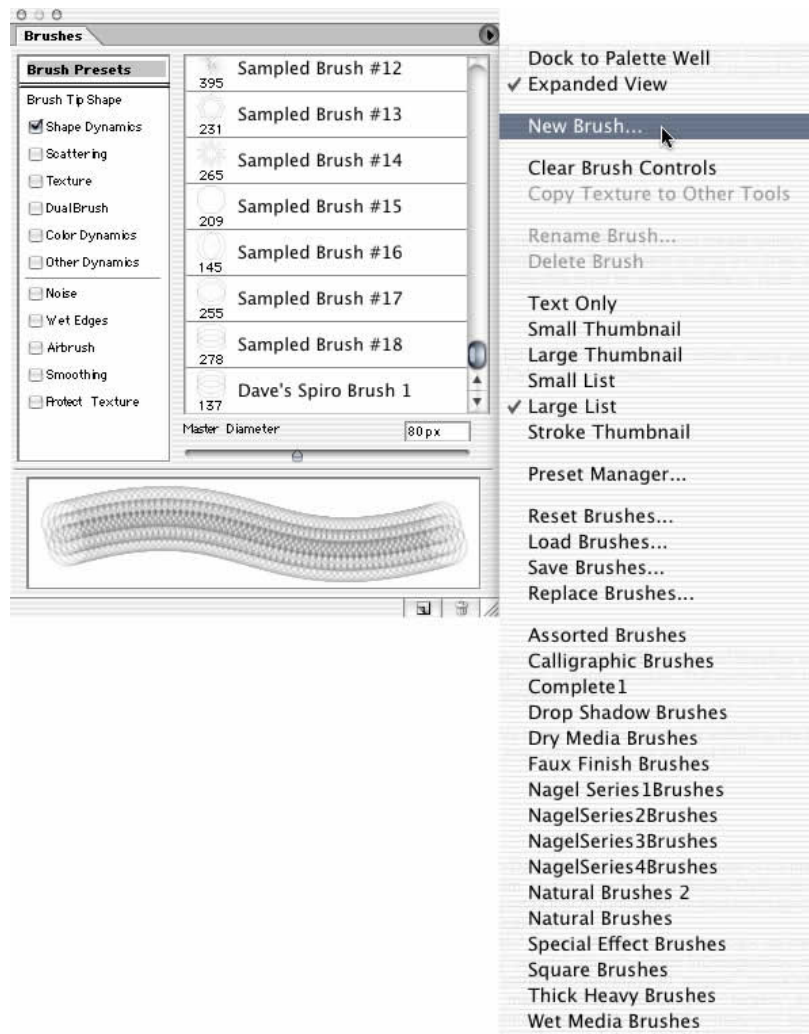 Brushes
Brush Presets
Brush Tip Shape
Shape Dynamics
Scattering
Texture
DualBrush
Color Dynamics
Other Dynamics
Noise
Wet Edges
Airbrush
Smoothing
Protect Texture
395 Sampled Brush #12
231 Sampled Brush #13
265 Sampled Brush #14
209 Sampled Brush #15
145 Sampled Brush #16
255 Sampled Brush #17
278 Sampled Brush #18
137 Dave's Spiro Brush 1
Master Diameter 80 px
Dock to Palette Well
✓ Expanded View
New Brush...
Clear Brush Controls
Copy Texture to Other Tools
Rename Brush...
Delete Brush
Text Only
Small Thumbnail
Large Thumbnail
Small List
✓ Large List
Stroke Thumbnail
Preset Manager...
Reset Brushes...
Load Brushes...
Save Brushes...
Replace Brushes...
Assorted Brushes
Calligraphic Brushes
Complete1
Drop Shadow Brushes
Dry Media Brushes
Faux Finish Brushes
Nagel Series1Brushes
NagelSeries2Brushes
NagelSeries3Brushes
NagelSeries4Brushes
Natural Brushes 2
Natural Brushes
Special Effect Brushes
Square Brushes
Thick Heavy Brushes
Wet Media Brushes